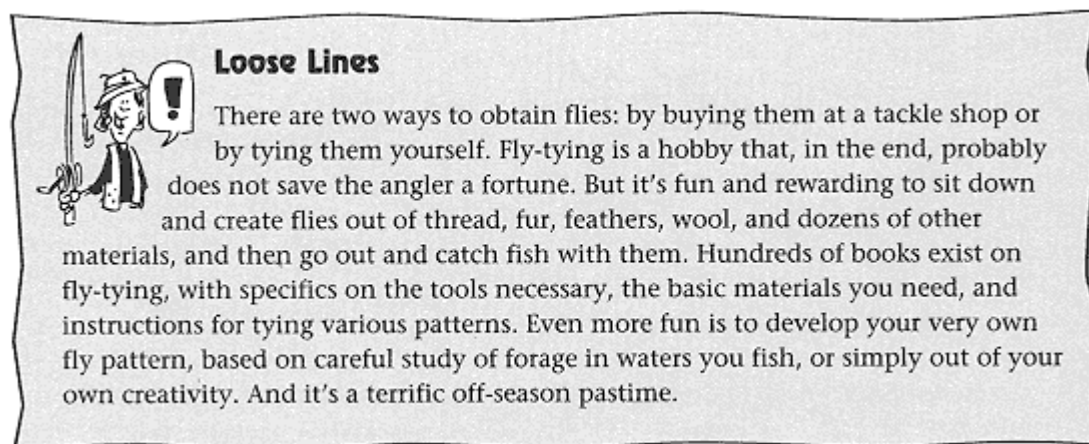 Loose Lines
There are two ways to obtain flies: by buying them at a tackle shop or
by tying them yourself. Fly-tying is a hobby that, in the end, probably
does not save the angler a fortune. But it's fun and rewarding to sit down
and create flies out of thread, fur, feathers, wool, and dozens of other
materials, and then go out and catch fish with them. Hundreds of books exist on
fly-tying, with specifics on the tools necessary, the basic materials you need, and
instructions for tying various patterns. Even more fun is to develop your very own
fly pattern, based on careful study of forage in waters you fish, or simply out of your
own creativity. And it's a terrific off-season pastime.